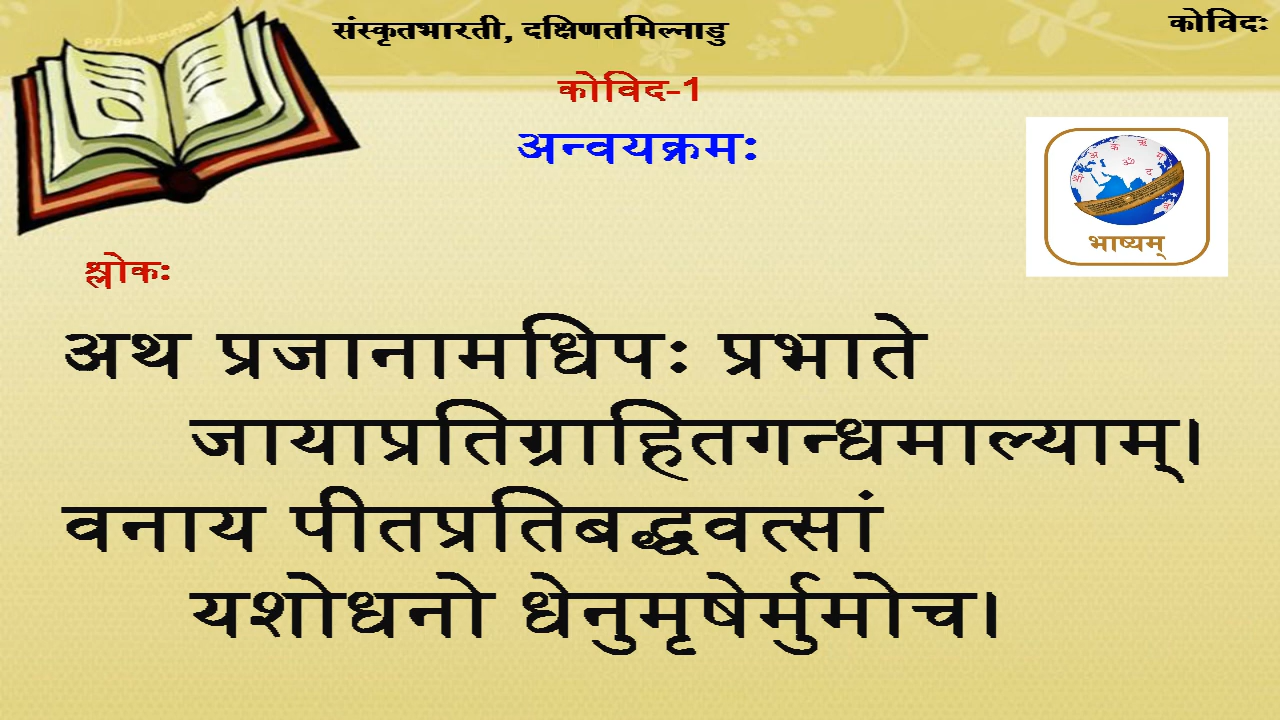 संस्कृतभारती, दक्षिणतमिल्नाडु
कोविदः
कोविद-1
अन्वयक्रमः
भाष्यम्
श्लोकः
अथ प्रजानामधिपः प्रभाते
जायाप्रतिग्राहितगन्धमाल्याम्।
वनाय पीतप्रतिबद्धवत्सां
यशोधनो धेनुमृषेर्मुमोच।